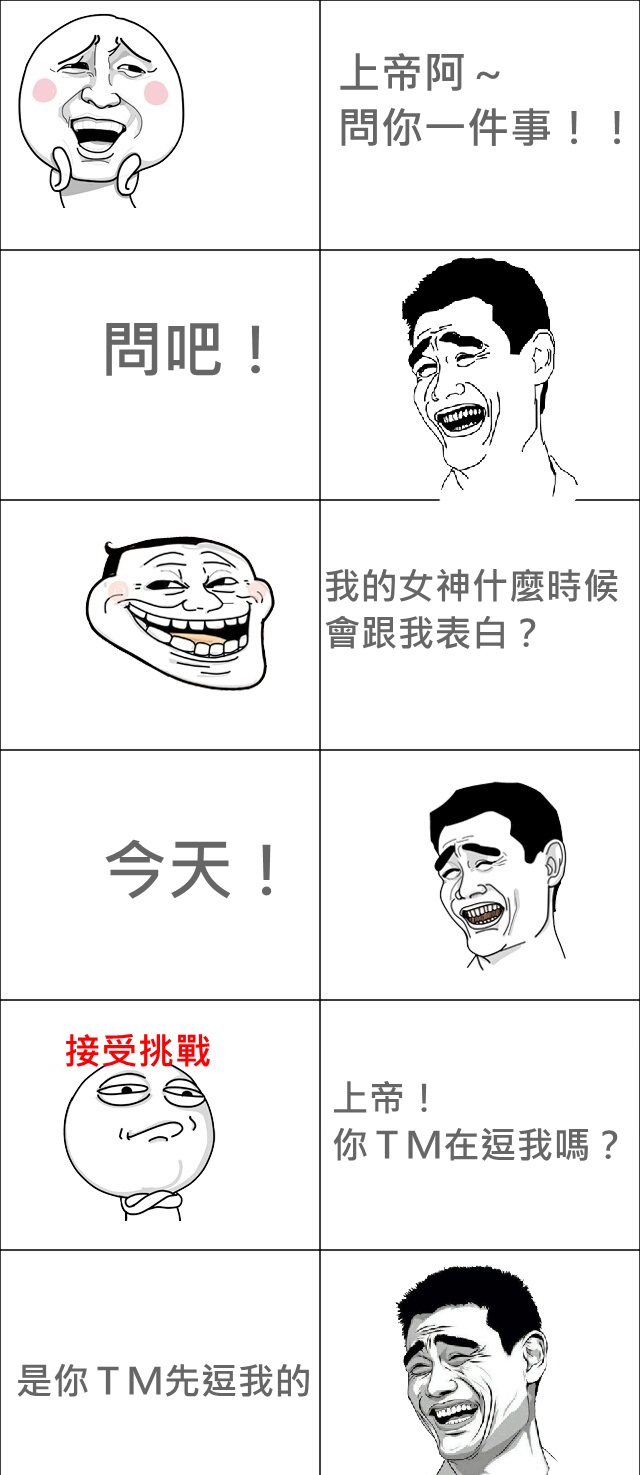 上帝阿～
問你一件事！！
問吧！
我的女神什麼時候
會跟我表白？
今天！
接受挑戰
上帝！
你ＴＭ在逗我嗎？
是你ＴＭ先逗我的